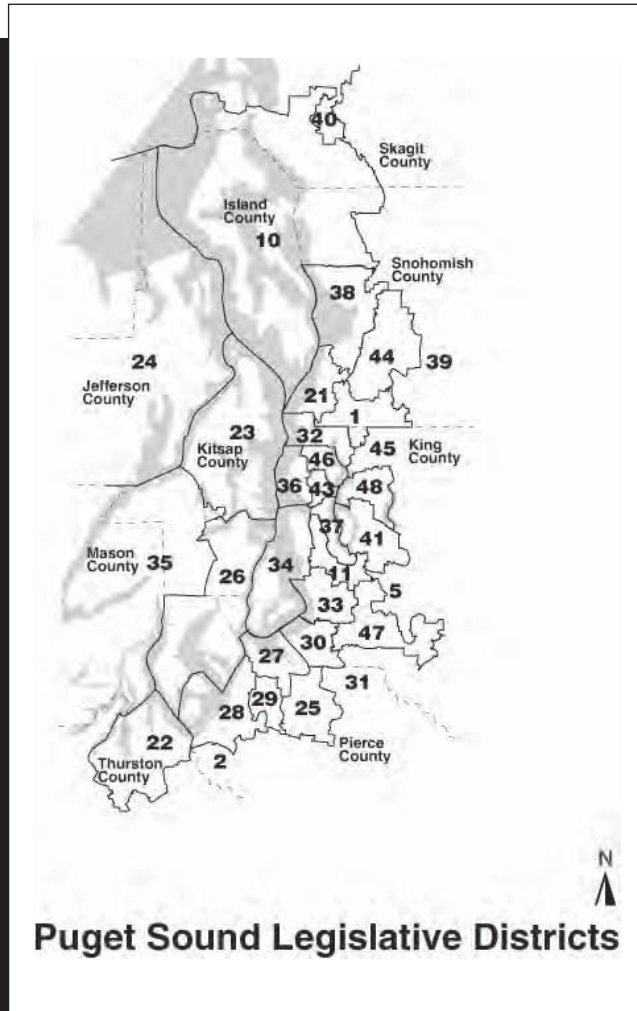 40
Skagit
County
Island
County
10
Snohomish
County
38
24
44
39
Jefferson
County
21
1
23
32
Kitsap
County
46
45
King
County
36
43
48
37
41
Mason
County
35
34
26
11
5
33
30
47
27
31
29
25
28
22
Pierce
County
2
Thurston
County
N
Puget Sound Legislative Districts